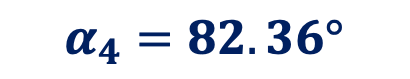 α₄ = 82.36°